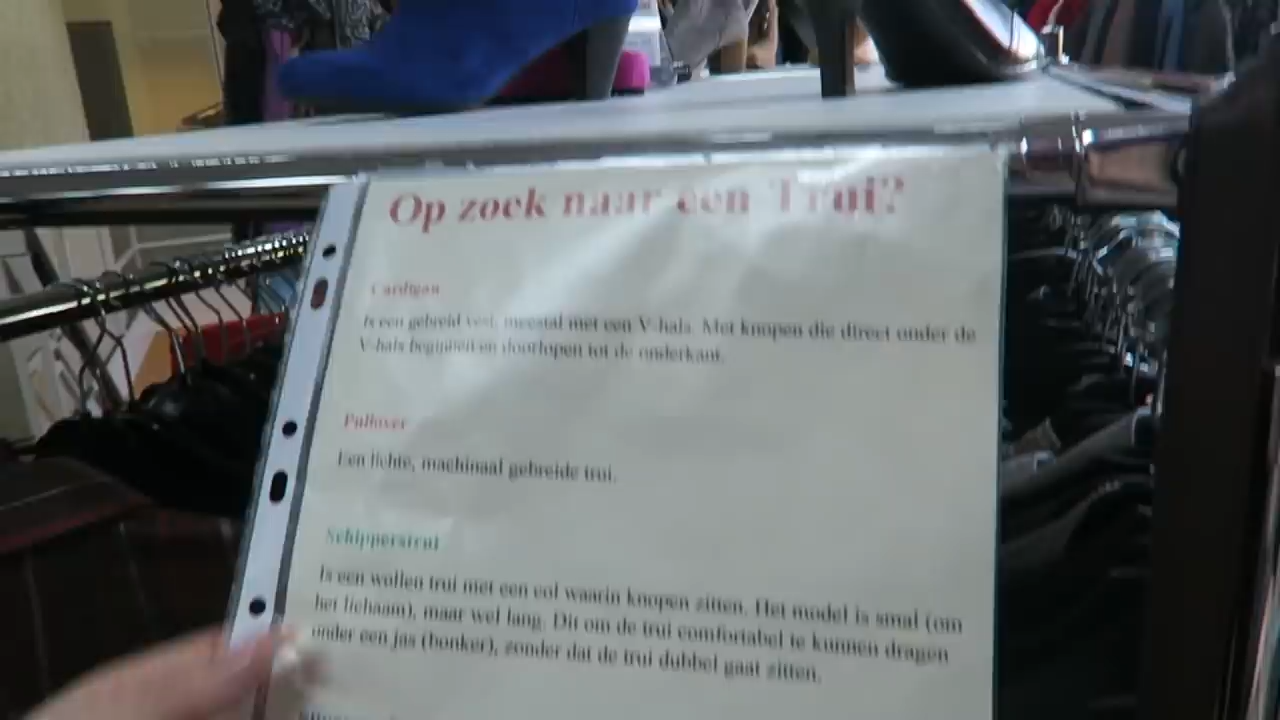 Op zoek naar een Trui?
Cardigan
Is een gebreid vest, meestal met een V-hals. Met knopen die direct onder de
V-hals beginnen en doorlopen tot de onderkant.
Pullover
Een lichte, machinaal gebreide trui.
Schipperstrui
Is een wollen trui met een col waarin knopen zitten. Het model is smal (om
het lichaam), maar wel lang. Dit om de trui comfortabel te kunnen dragen
onder een jas (bonker), zonder dat de trui dubbel gaat zitten.